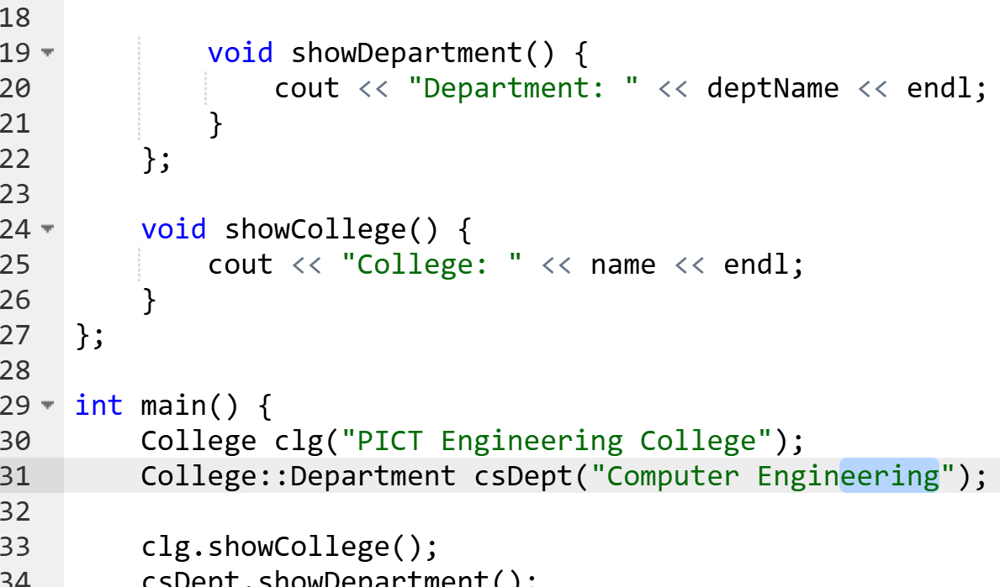 18
19 void showDepartment() {
20 cout << "Department: " << deptName << endl;
21 }
22 };
23
24 void showCollege() {
25 cout << "College: " << name << endl;
26 }
27 };
28
29 int main() {
30 College clg("PICT Engineering College");
31 College::Department csDept("Computer Engineering");
32
33 clg.showCollege();
34 csDept.showDepartment();